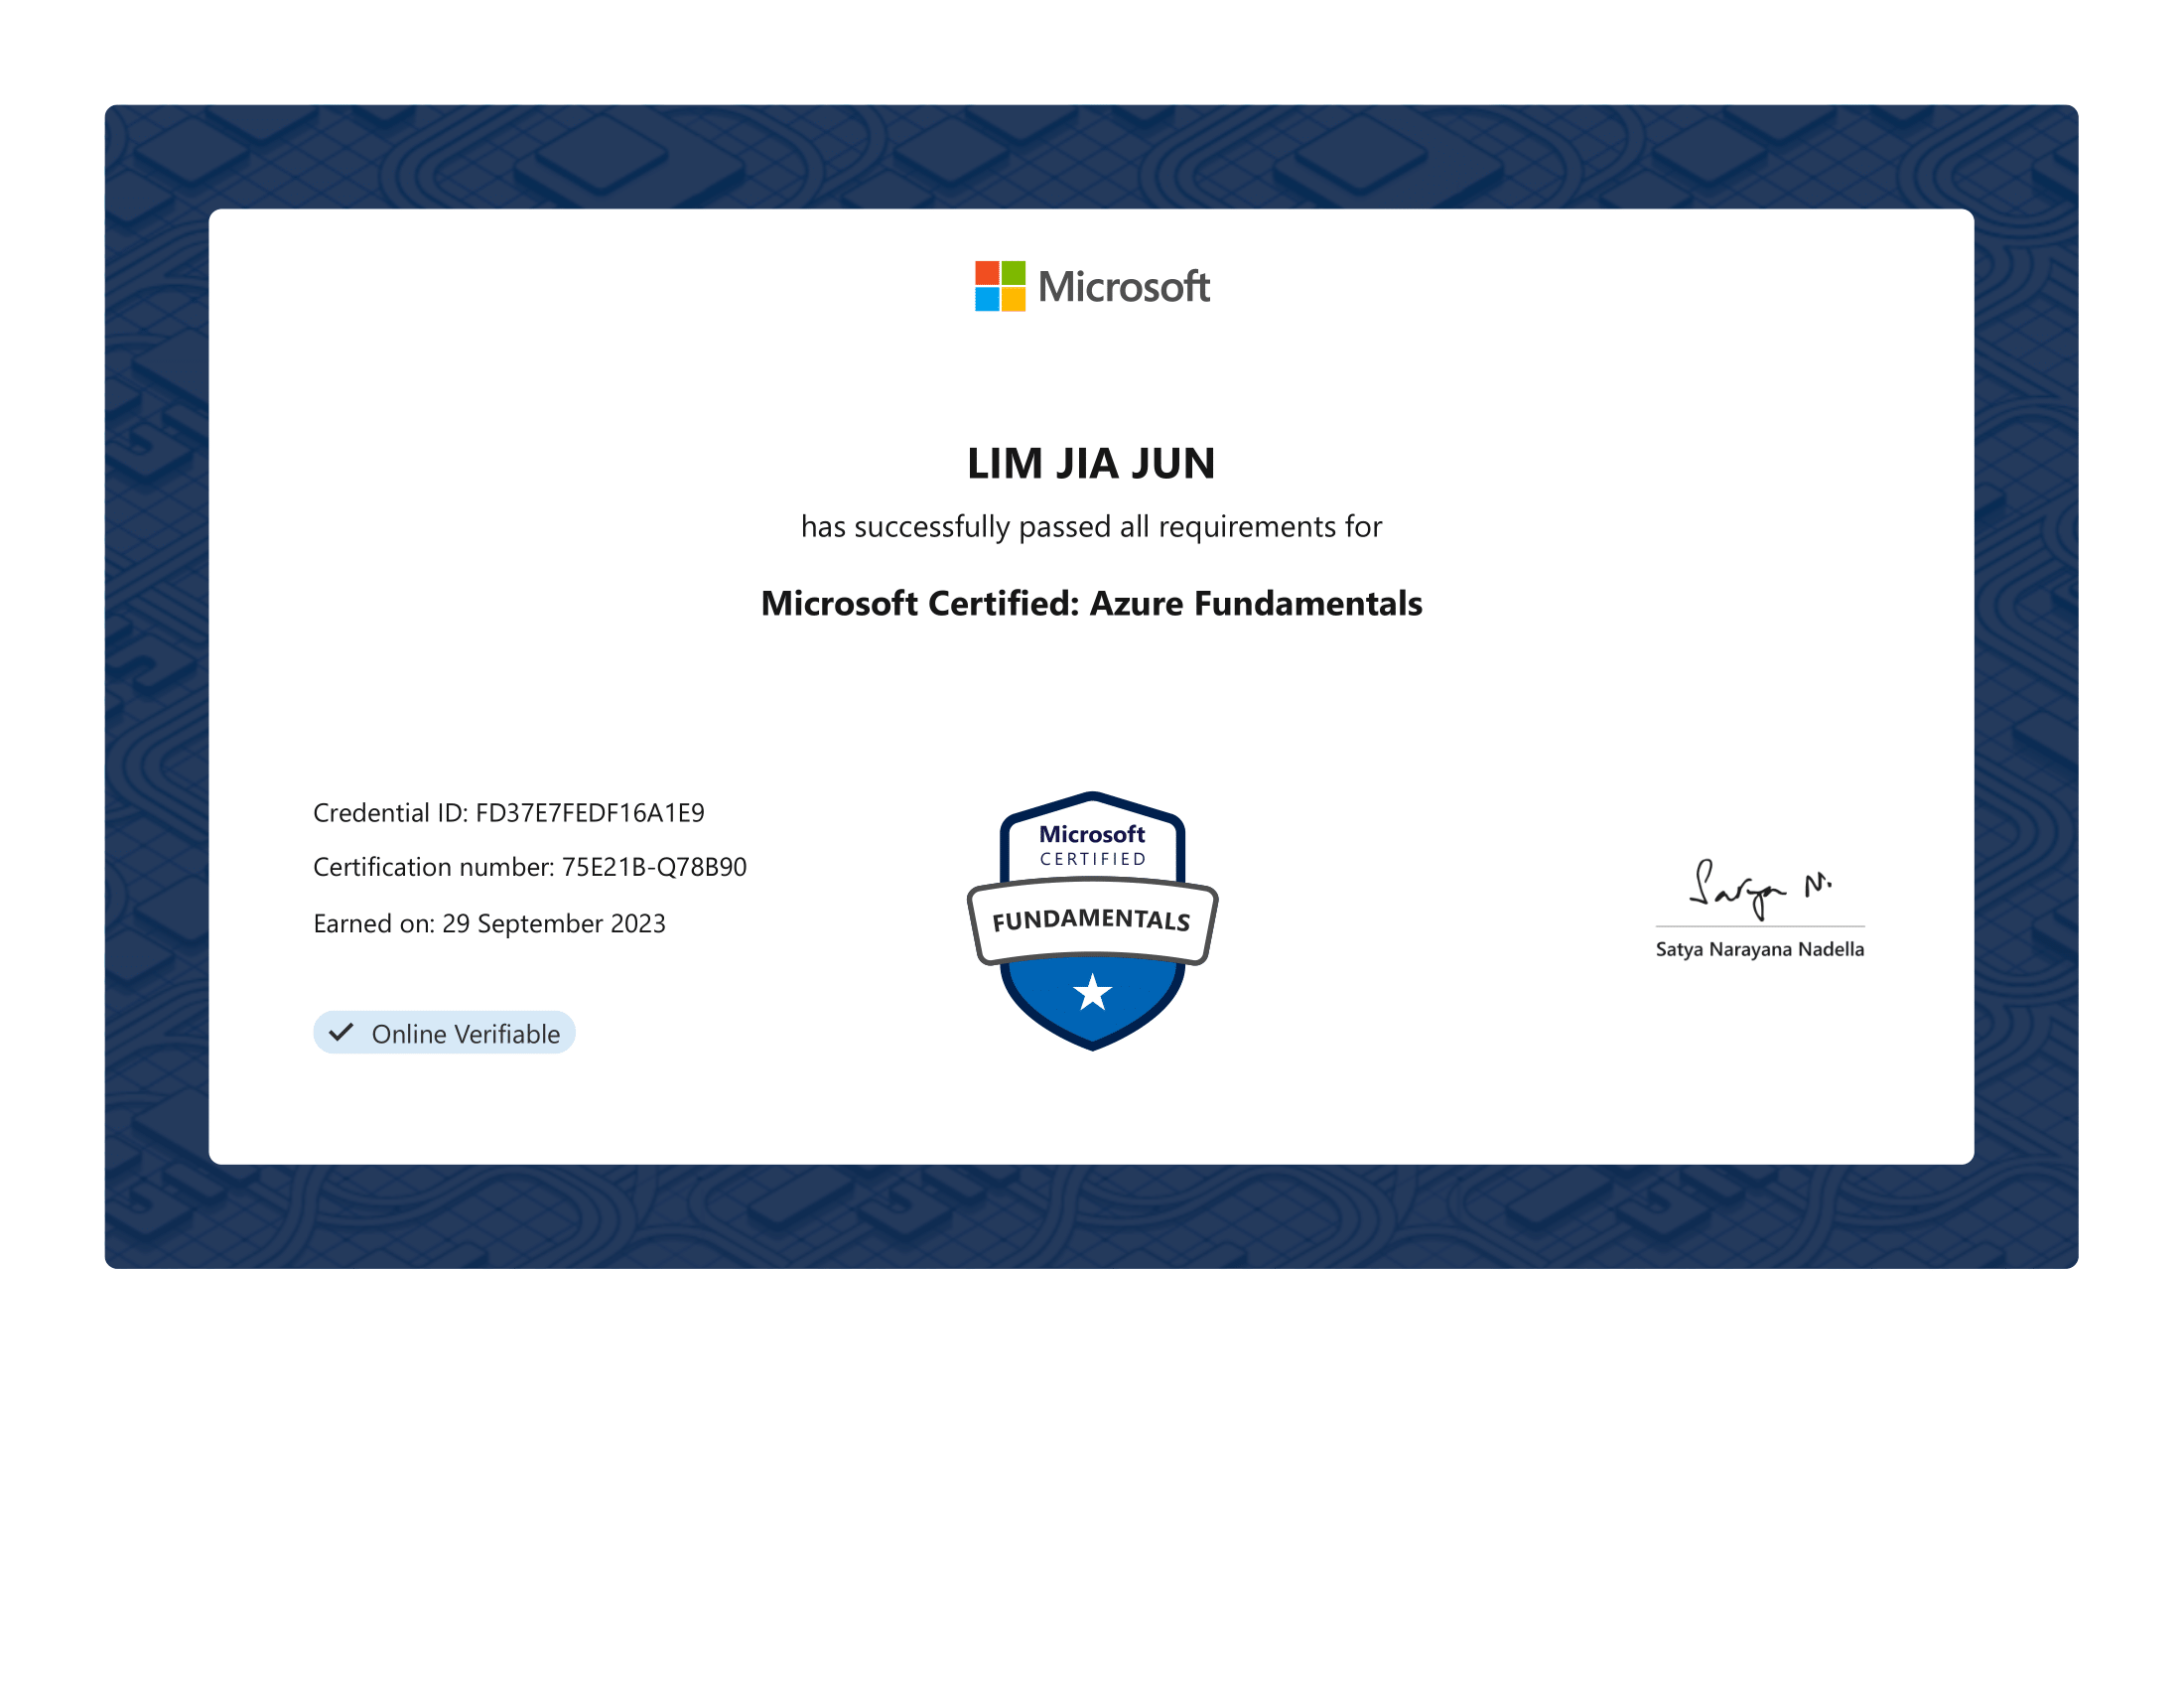 Microsoft
LIM JIA JUN
has successfully passed all requirements for
Microsoft Certified: Azure Fundamentals
Credential ID: FD37E7FEDF16A1E9
Certification number: 75E21B-Q78B90
Earned on: 29 September 2023
Online Verifiable
Microsoft
CERTIFIED
FUNDAMENTALS
Satya N.
Satya Narayana Nadella